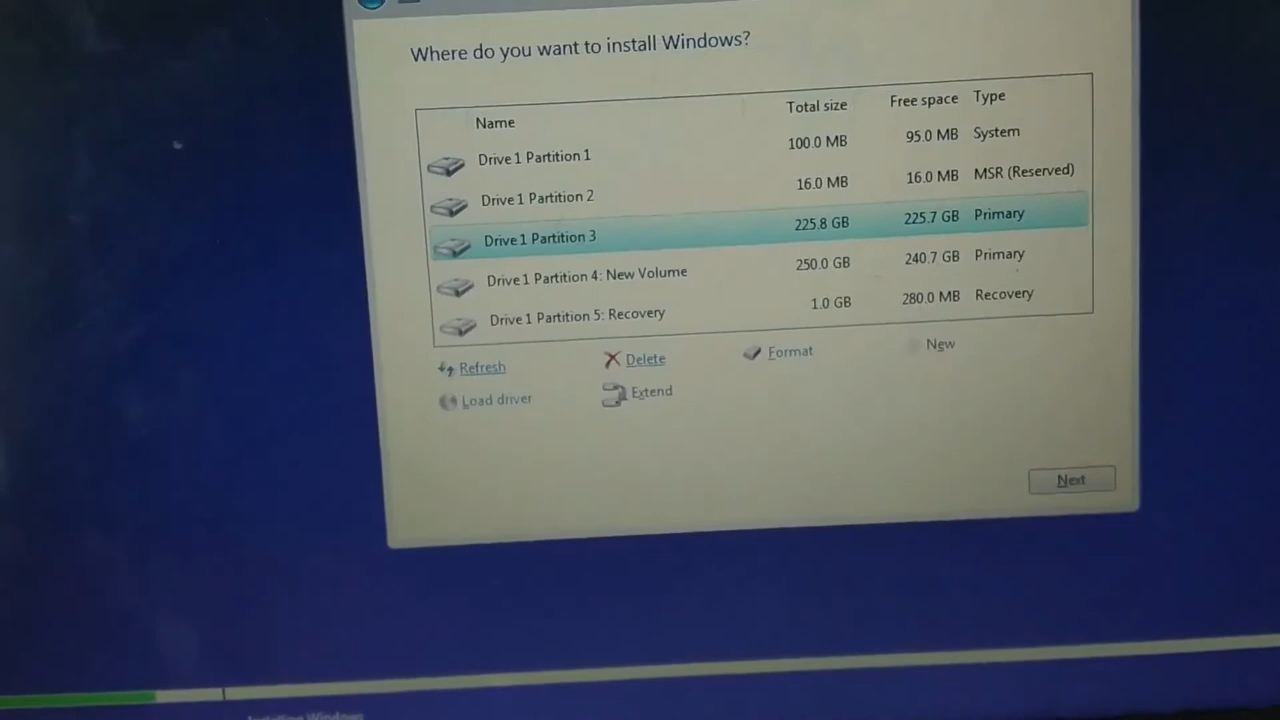 Where do you want to install Windows?
Name Total size Free space Type
Drive 1 Partition 1 100.0 MB 95.0 MB System
Drive 1 Partition 2 16.0 MB 16.0 MB MSR (Reserved)
Drive 1 Partition 3 225.8 GB 225.7 GB Primary
Drive 1 Partition 4: New Volume 250.0 GB 240.7 GB Primary
Drive 1 Partition 5: Recovery 1.0 GB 280.0 MB Recovery
Refresh Delete Format New
Load driver Extend
Next
Installing Windows